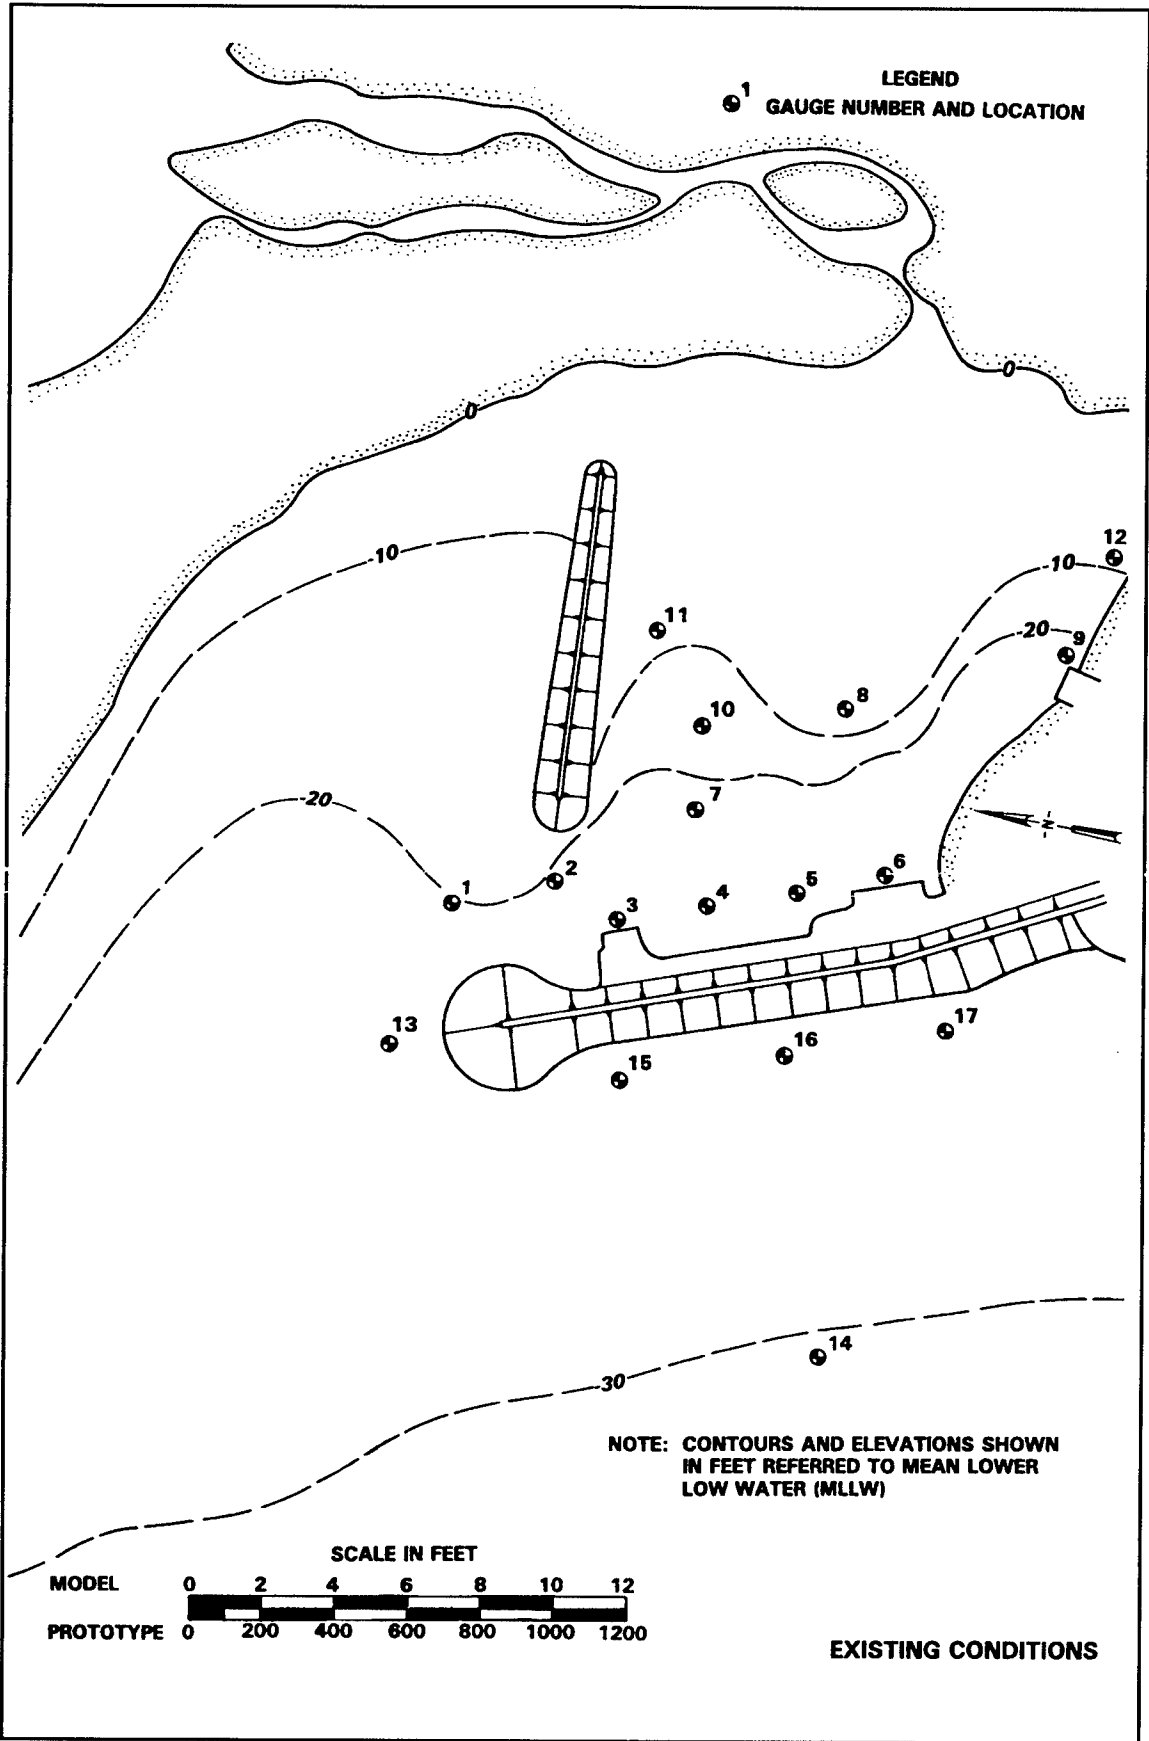 LEGEND
1
GAUGE NUMBER AND LOCATION
0
0
-10
12
-10
11
-20
9
8
10
-20
7
N
6
2
5
1
4
3
17
13
16
15
14
-30
NOTE: CONTOURS AND ELEVATIONS SHOWN
IN FEET REFERRED TO MEAN LOWER
LOW WATER (MLLW)
SCALE IN FEET
MODEL 0 2 4 6 8 10 12
PROTOTYPE 0 200 400 600 800 1000 1200
EXISTING CONDITIONS